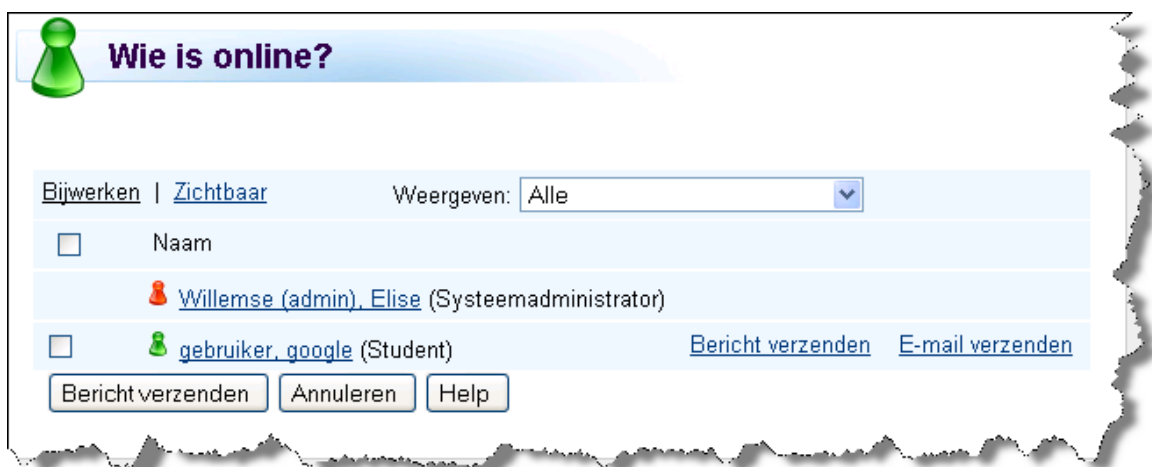 Wie is online?
Bijwerken | Zichtbaar Weergeven: Alle
Naam
Willemse (admin), Elise (Systeemadministrator)
gebruiker, google (Student) Bericht verzenden E-mail verzenden
Bericht verzenden Annuleren Help